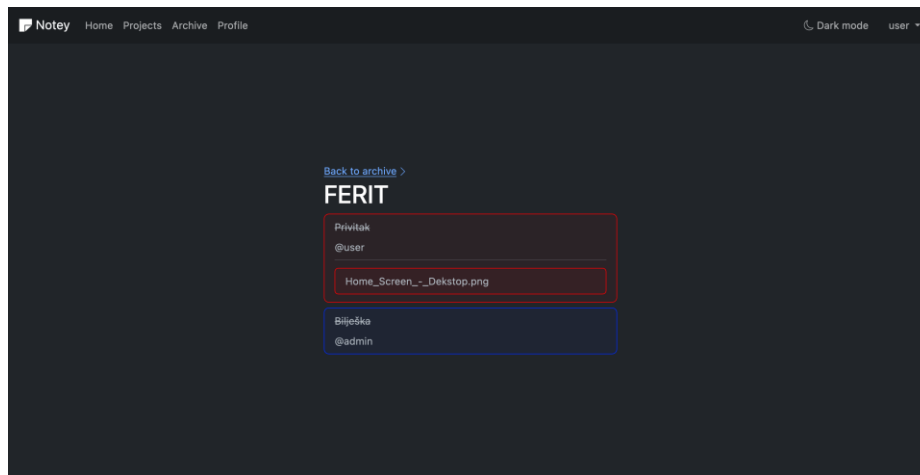 Notey Home Projects Archive Profile Dark mode user
Back to archive >
FERIT
Privitak
@user
Home_Screen_-_Dekstop.png
Bilješka
@admin